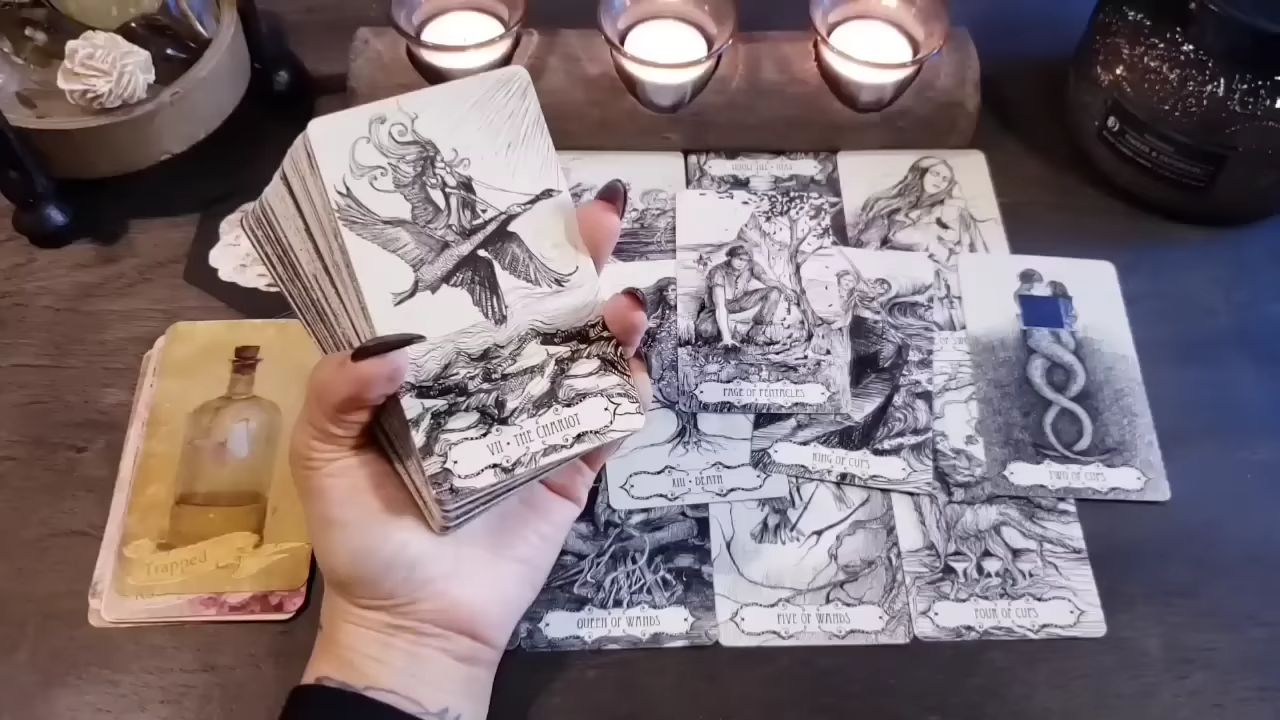 VII • THE CHARIOT
PAGE OF PENTACLES
KING OF CUPS
TWO OF CUPS
XIII • DEATH
Trapped
QUEEN OF WANDS
FIVE OF WANDS
FOUR OF CUPS